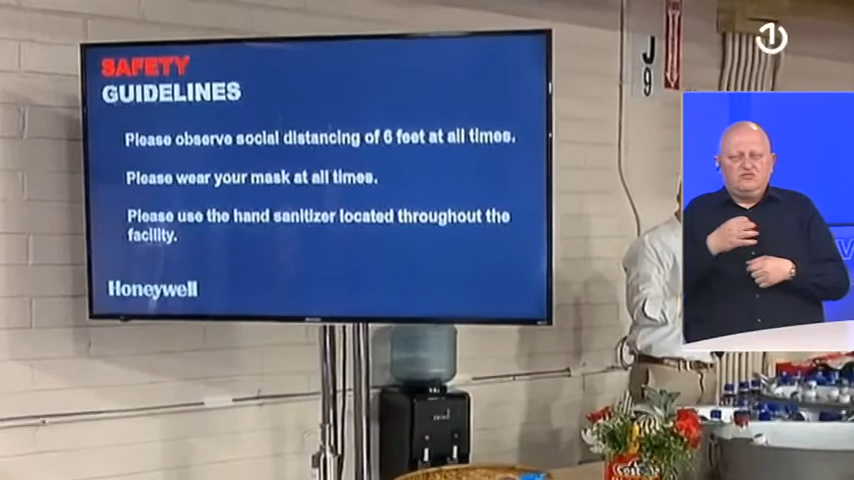 SAFETY
GUIDELINES
Please observe social distancing of 6 feet at all times.
Please wear your mask at all times.
Please use the hand sanitizer located throughout the
facility.
Honeywell
J
9
1